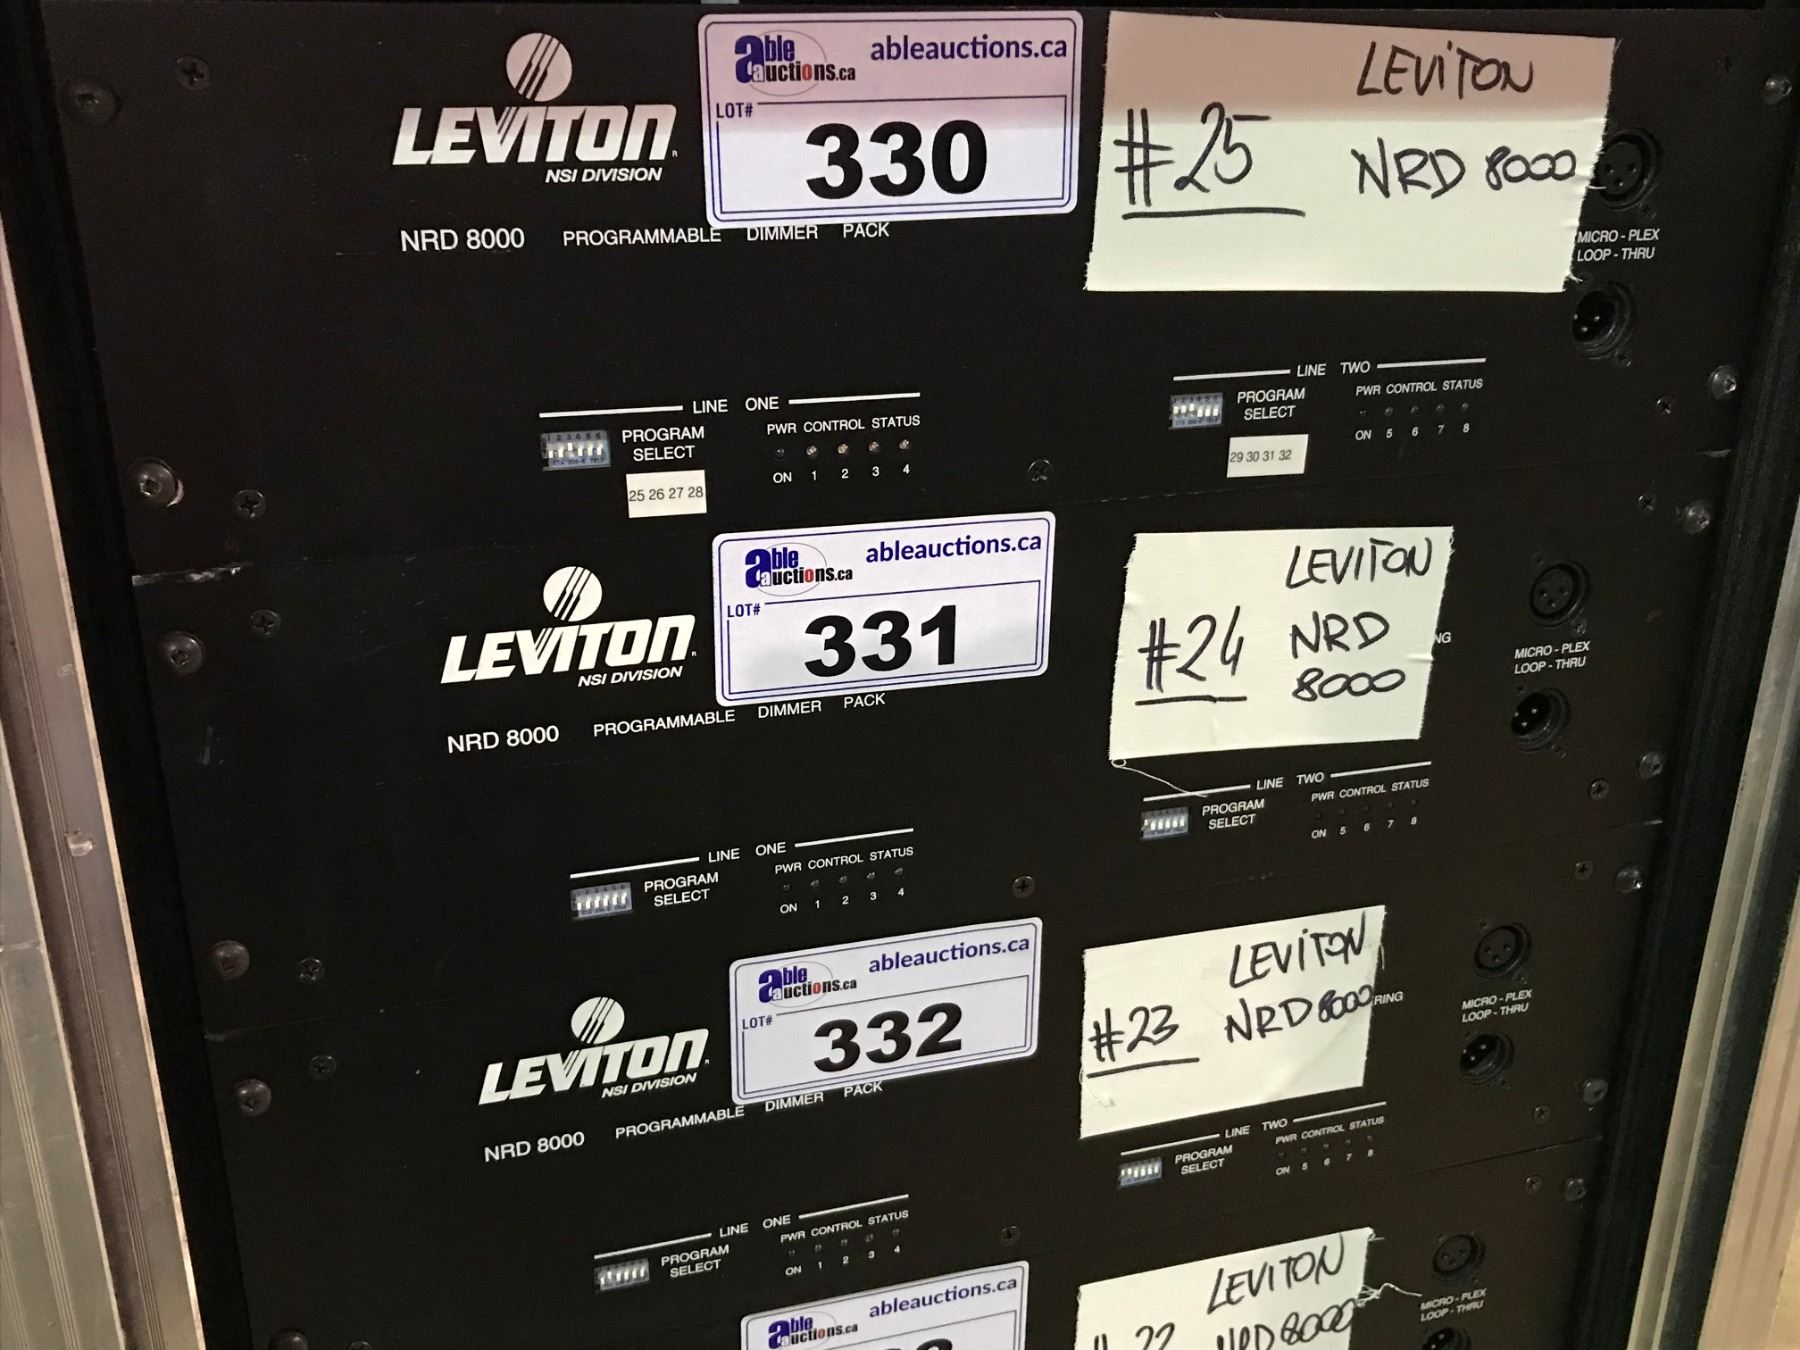 LEVITON
NSI DIVISION
NRD 8000 PROGRAMMABLE DIMMER PACK
able auctions.ca ableauctions.ca
LOT#
330
#25 LEVITON
NRD 8000
MICRO - PLEX
LOOP - THRU
LINE ONE
PROGRAM SELECT
PWR CONTROL STATUS
ON 1 2 3 4
25 26 27 28
LINE TWO
PROGRAM SELECT
PWR CONTROL STATUS
ON 5 6 7 8
29 30 31 32
LEVITON
NSI DIVISION
NRD 8000 PROGRAMMABLE DIMMER PACK
able auctions.ca ableauctions.ca
LOT#
331
#24 LEVITON
NRD
8000
NG
MICRO - PLEX
LOOP - THRU
LINE ONE
PROGRAM SELECT
PWR CONTROL STATUS
ON 1 2 3 4
LINE TWO
PROGRAM SELECT
PWR CONTROL STATUS
ON 5 6 7 8
LEVITON
NSI DIVISION
NRD 8000 PROGRAMMABLE DIMMER PACK
able auctions.ca ableauctions.ca
LOT#
332
#23 LEVITON
NRD 8000
RING
MICRO - PLEX
LOOP - THRU
LINE ONE
PROGRAM SELECT
PWR CONTROL STATUS
ON 1 2 3 4
LINE TWO
PROGRAM SELECT
PWR CONTROL STATUS
ON 5 6 7 8
able auctions.ca ableauctions.ca
#22 LEVITON
NRD 8000
MICRO - PLEX
LOOP - THRU